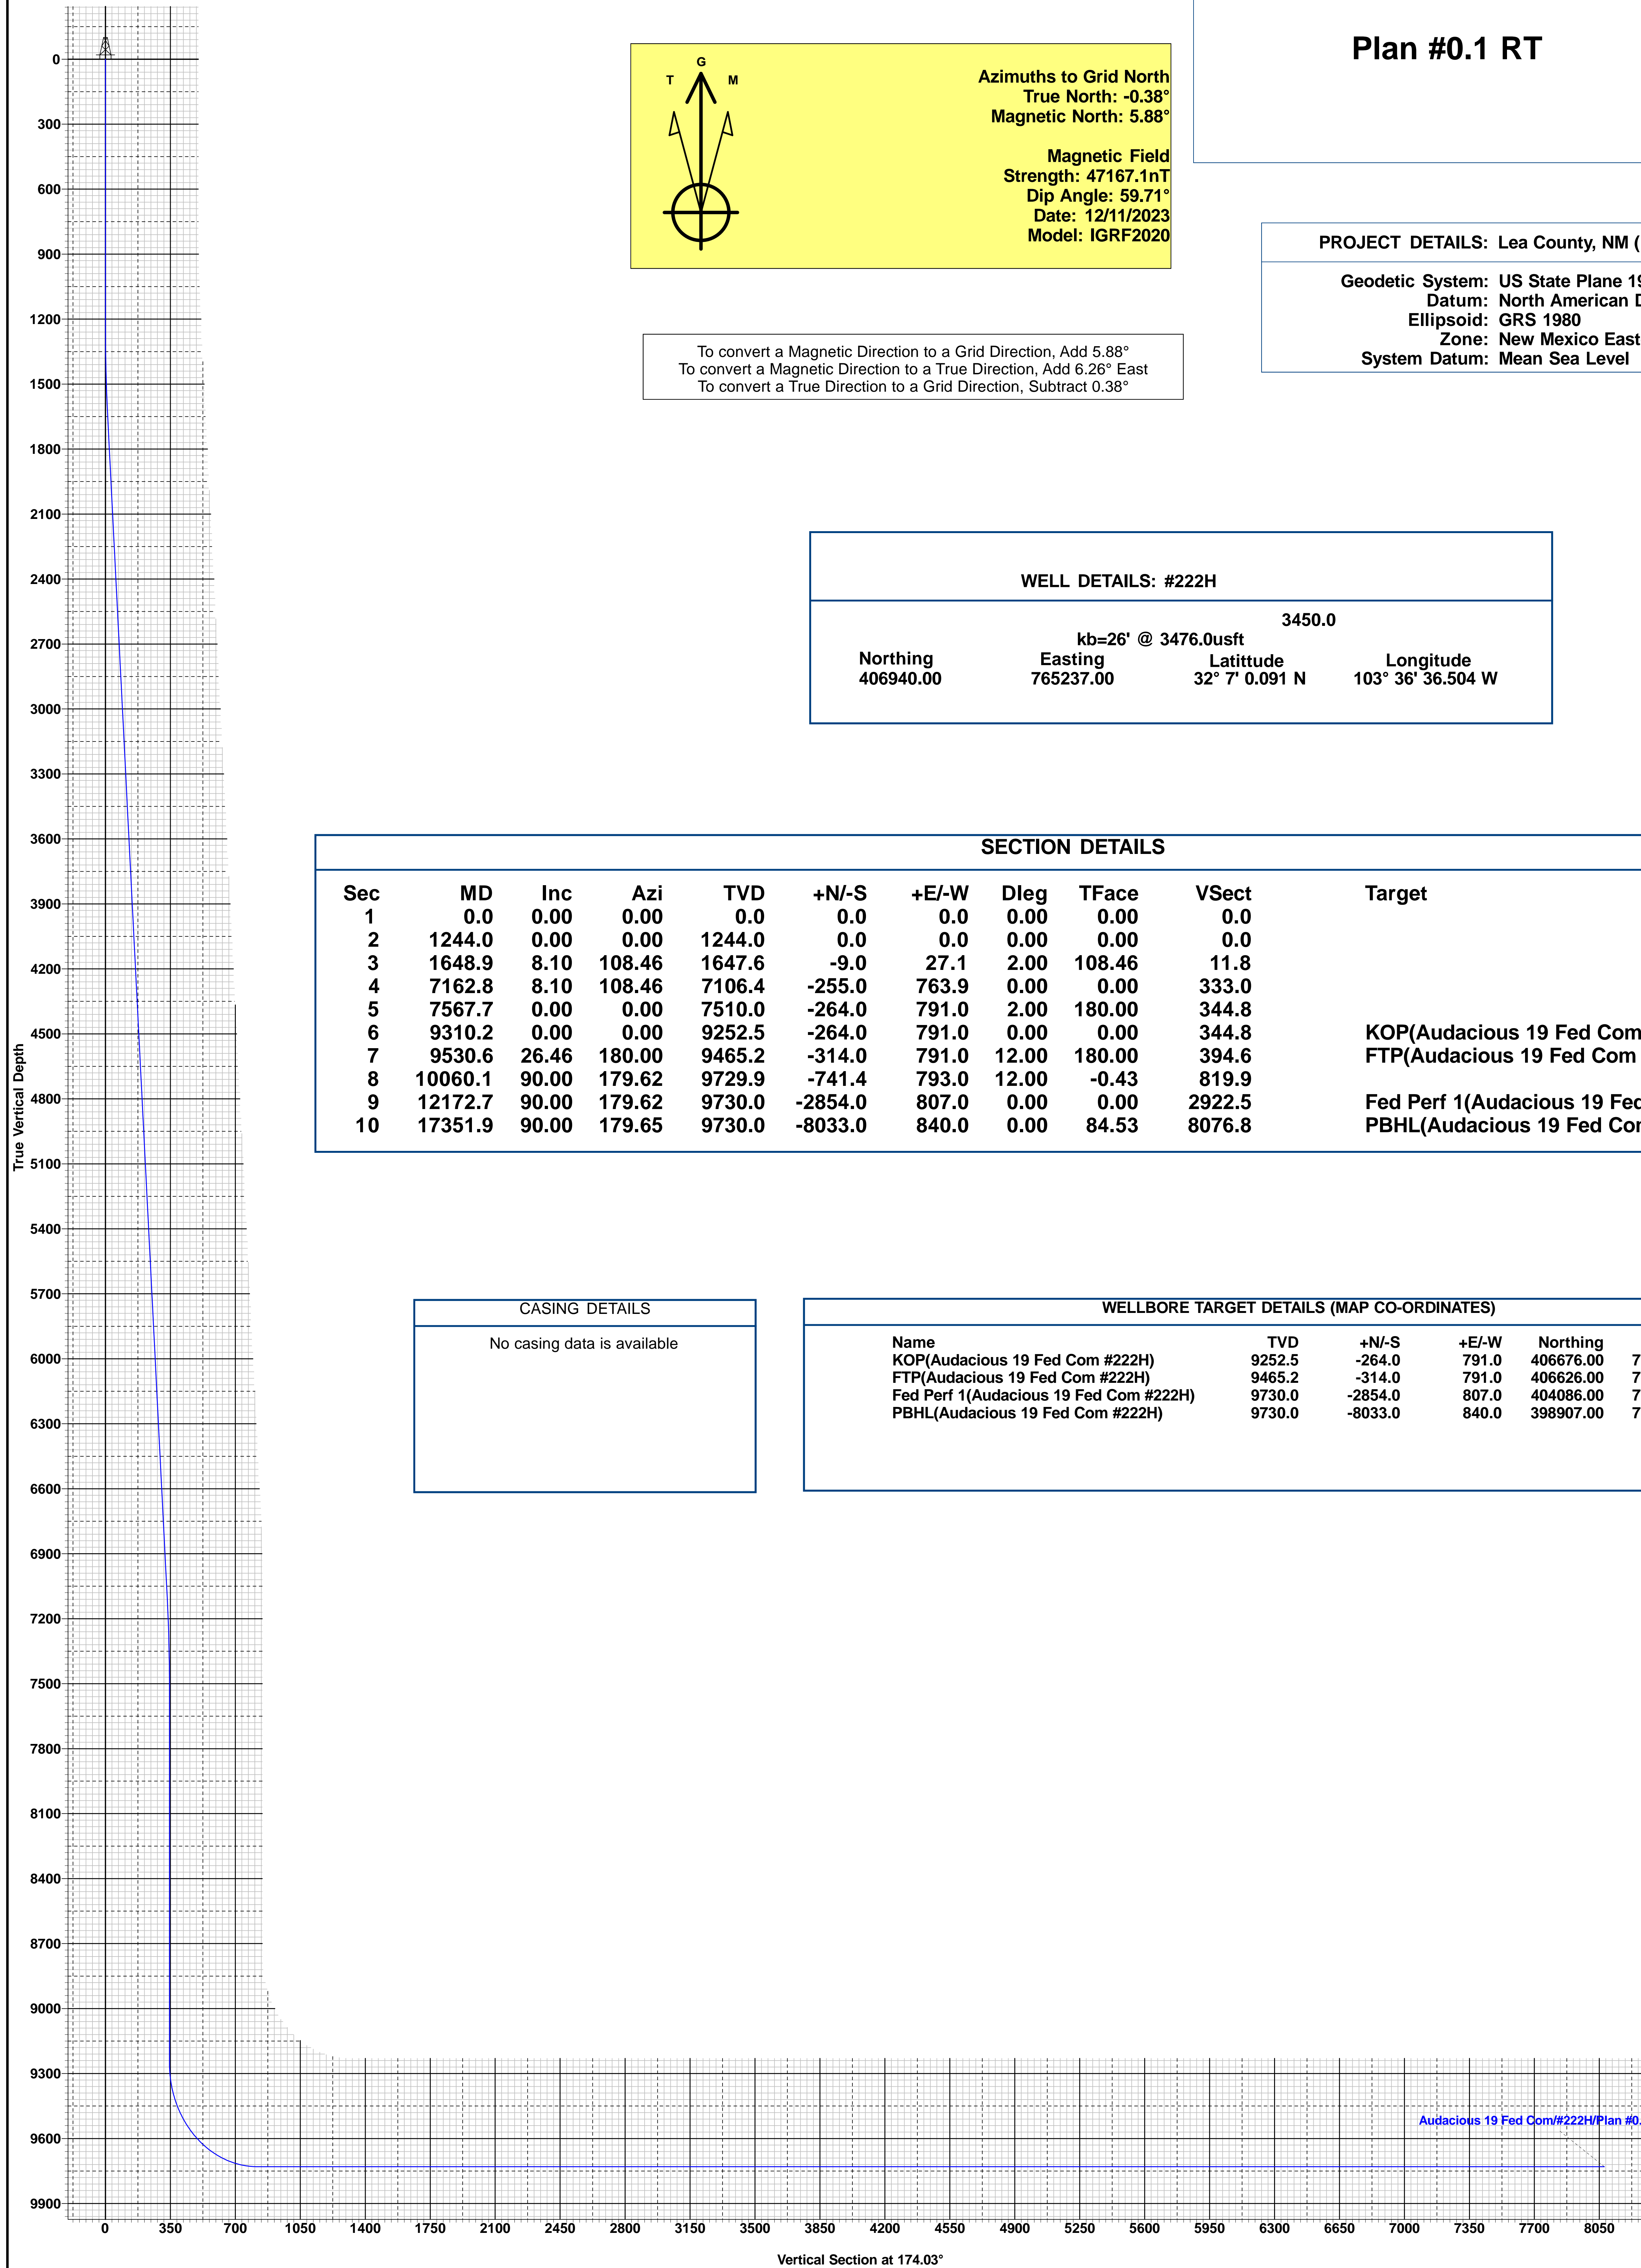 Plan #0.1 RT
G
T M
Azimuths to Grid North
True North: -0.38°
Magnetic North: 5.88°
Magnetic Field
Strength: 47167.1nT
Dip Angle: 59.71°
Date: 12/11/2023
Model: IGRF2020
PROJECT DETAILS: Lea County, NM (
Geodetic System: US State Plane 19
Datum: North American D
Ellipsoid: GRS 1980
Zone: New Mexico East
System Datum: Mean Sea Level
To convert a Magnetic Direction to a Grid Direction, Add 5.88°
To convert a Magnetic Direction to a True Direction, Add 6.26° East
To convert a True Direction to a Grid Direction, Subtract 0.38°
WELL DETAILS: #222H
3450.0
kb=26' @ 3476.0usft
Northing Easting Latittude Longitude
406940.00 765237.00 32° 7' 0.091 N 103° 36' 36.504 W
SECTION DETAILS
Sec MD Inc Azi TVD +N/-S +E/-W Dleg TFace VSect Target
1 0.0 0.00 0.00 0.0 0.0 0.0 0.00 0.00 0.0
2 1244.0 0.00 0.00 1244.0 0.0 0.0 0.00 0.00 0.0
3 1648.9 8.10 108.46 1647.6 -9.0 27.1 2.00 108.46 11.8
4 7162.8 8.10 108.46 7106.4 -255.0 763.9 0.00 0.00 333.0
5 7567.7 0.00 0.00 7510.0 -264.0 791.0 2.00 180.00 344.8
6 9310.2 0.00 0.00 9252.5 -264.0 791.0 0.00 0.00 344.8 KOP(Audacious 19 Fed Com
7 9530.6 26.46 180.00 9465.2 -314.0 791.0 12.00 180.00 394.6 FTP(Audacious 19 Fed Com
8 10060.1 90.00 179.62 9729.9 -741.4 793.0 12.00 -0.43 819.9
9 12172.7 90.00 179.62 9730.0 -2854.0 807.0 0.00 0.00 2922.5 Fed Perf 1(Audacious 19 Fed
10 17351.9 90.00 179.65 9730.0 -8033.0 840.0 0.00 84.53 8076.8 PBHL(Audacious 19 Fed Com
CASING DETAILS
No casing data is available
WELLBORE TARGET DETAILS (MAP CO-ORDINATES)
Name TVD +N/-S +E/-W Northing
KOP(Audacious 19 Fed Com #222H) 9252.5 -264.0 791.0 406676.00 7
FTP(Audacious 19 Fed Com #222H) 9465.2 -314.0 791.0 406626.00 7
Fed Perf 1(Audacious 19 Fed Com #222H) 9730.0 -2854.0 807.0 404086.00 7
PBHL(Audacious 19 Fed Com #222H) 9730.0 -8033.0 840.0 398907.00 7
True Vertical Depth
0
300
600
900
1200
1500
1800
2100
2400
2700
3000
3300
3600
3900
4200
4500
4800
5100
5400
5700
6000
6300
6600
6900
7200
7500
7800
8100
8400
8700
9000
9300
9600
9900
Audacious 19 Fed Com/#222H/Plan #0.
0 350 700 1050 1400 1750 2100 2450 2800 3150 3500 3850 4200 4550 4900 5250 5600 5950 6300 6650 7000 7350 7700 8050
Vertical Section at 174.03°